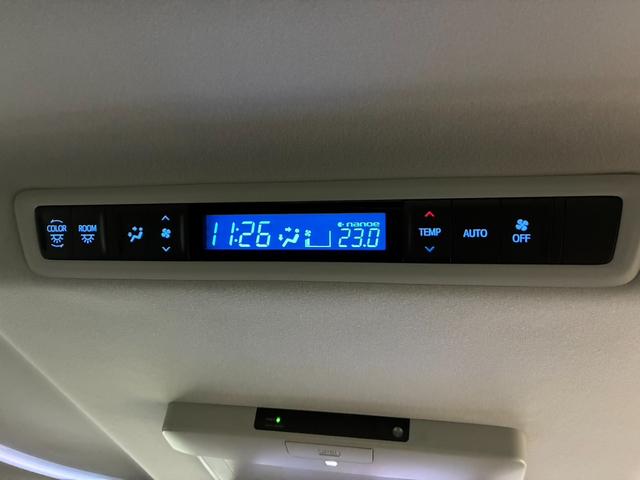 COLOR
ROOM
11:26
nanoe
23.0
TEMP
AUTO
OFF